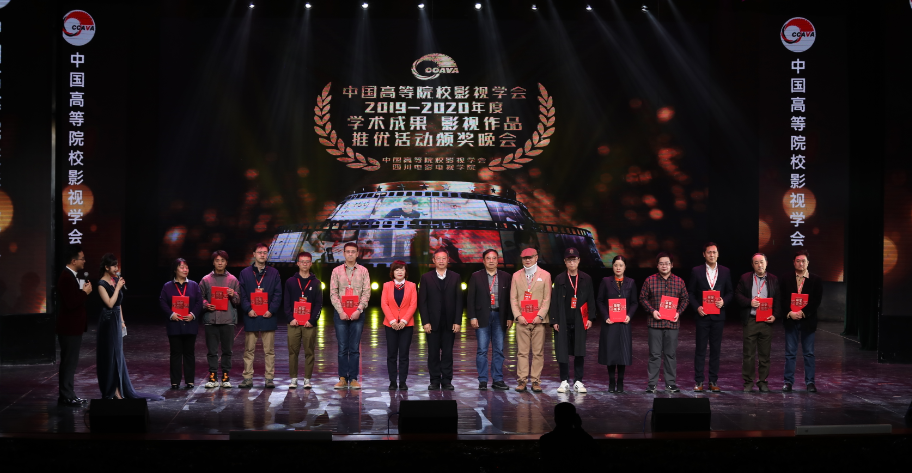 CCAVA
中国高等院校影视学会
CCAVA
中国高等院校影视学会
2019—2020年度
学术成果 影视作品
推优活动颁奖晚会
中国高等院校影视学会
四川电影电视学院
CCAVA
中国高等院校影视学会